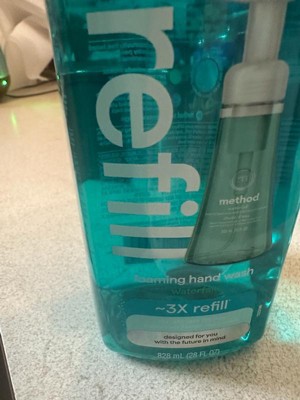 refill
method
foaming hand wash
~3X refill
designed for you
with the future in mind.
828 mL (28 Fl. Oz)